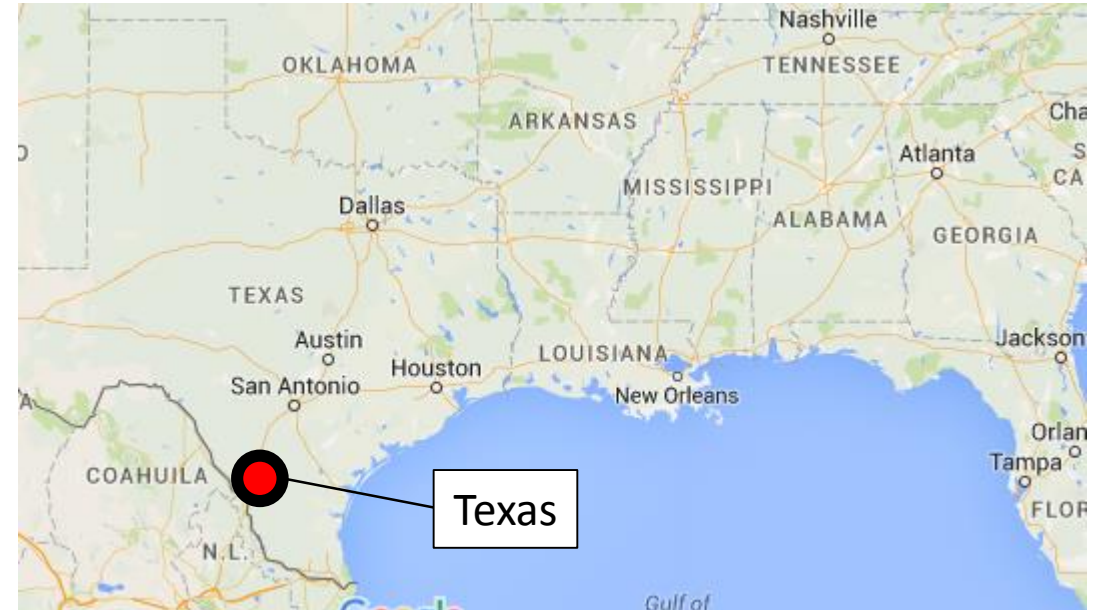 Nashville
OKLAHOMA
TENNESSEE
ARKANSAS
Cha
Atlanta
S
CA
MISSISSIPPI
Dallas
ALABAMA
GEORGIA
TEXAS
Austin
Houston
LOUISIANA
Jackson
San Antonio
New Orleans
Orlan
Tampa
COAHUILA
Texas
FLOR
N.L.
Gulf of